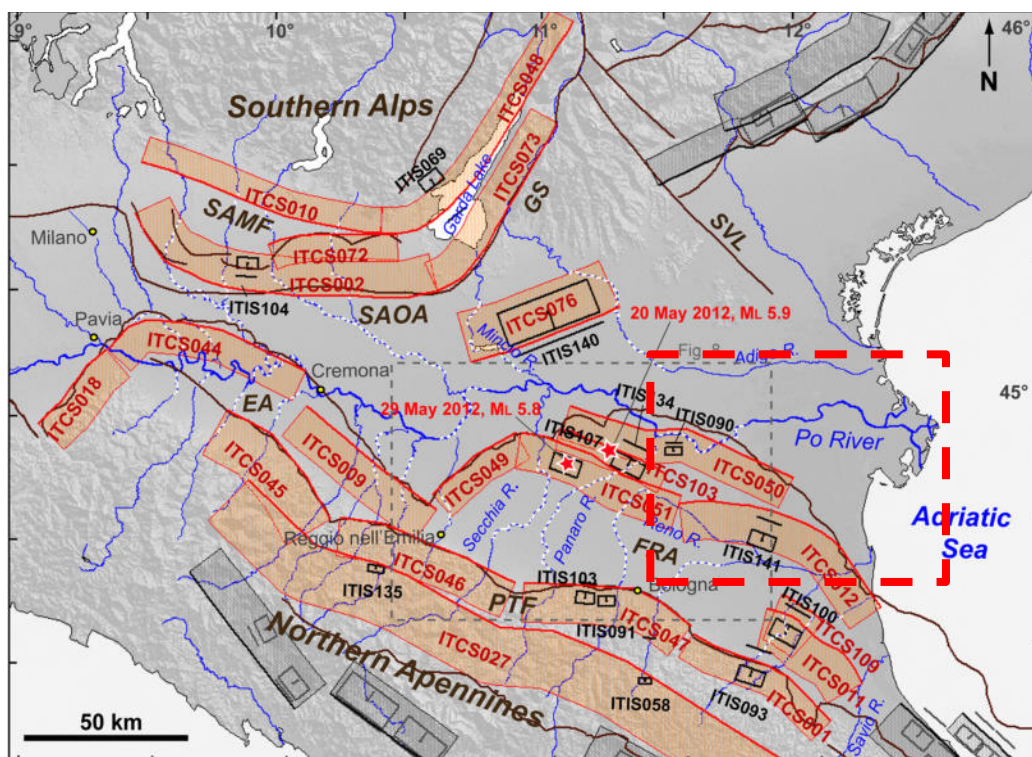 9°
10°
11°
12°
46°
N
Southern Alps
ITCS048
ITIS069
ITCS073
Garda Lake
GS
ITCS010
SAMF
SVL
Milano
ITCS072
ITCS002
ITIS104
SAOA
ITCS076
20 May 2012, ML 5.9
Pavia
Mincio R.
ITIS140
Fig. 8
Adige R.
ITCS044
45°
Cremona
ITCS018
EA
ITIS134
ITIS090
29 May 2012, ML 5.8
ITIS107
Po River
ITCS009
ITCS049
ITCS103
ITCS050
ITCS045
Secchia R.
ITCS051
Adriatic
Sea
Reggio nell'Emilia
Panaro R.
Reno R.
FRA
ITIS141
ITCS012
ITCS046
ITIS103
Bologna
ITIS135
PTF
ITIS100
ITIS091
ITCS047
ITCS109
Northern Apennines
ITCS027
ITCS011
ITIS058
ITIS093
ITCS001
Savio R.
50 km